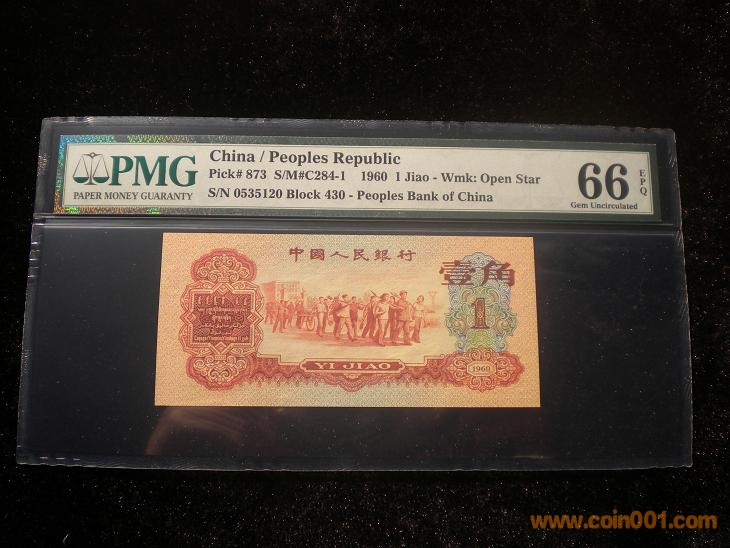 PMG
PAPER MONEY GUARANTY
China / Peoples Republic
Pick# 873 S/M#C284-1 1960 1 Jiao - Wmk: Open Star
S/N 0535120 Block 430 - Peoples Bank of China
66 EPQ
Gem Uncirculated
中國人民銀行
壹角
1
YI JIAO
1960
www.coin001.com